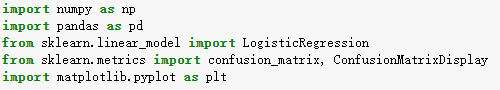 import numpy as np
import pandas as pd
from sklearn.linear_model import LogisticRegression
from sklearn.metrics import confusion_matrix, ConfusionMatrixDisplay
import matplotlib.pyplot as plt